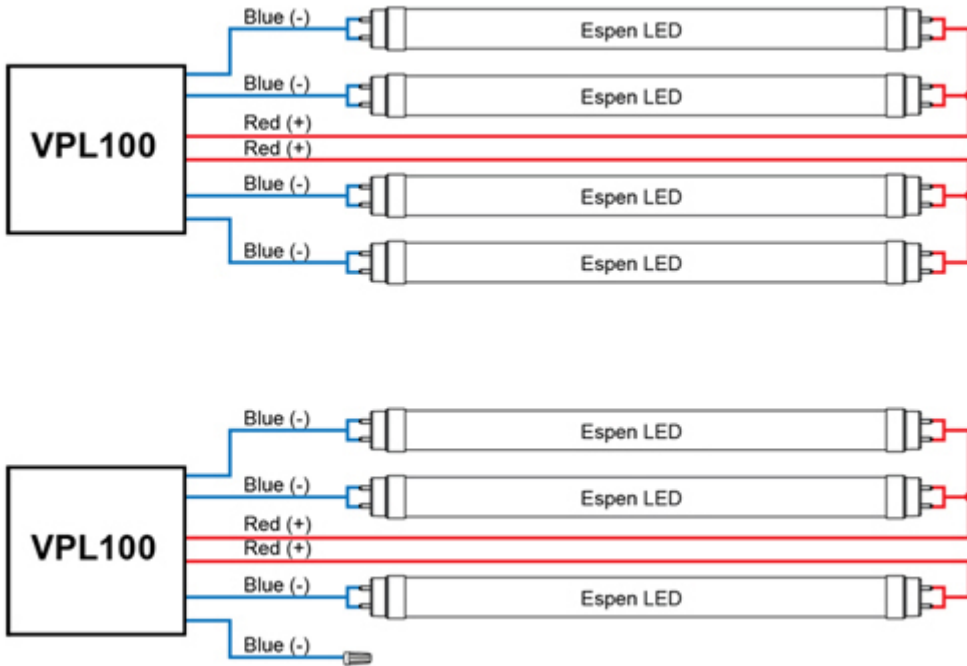 Blue (-)
Espen LED
Blue (-)
Espen LED
Red (+)
VPL100
Red (+)
Blue (-)
Espen LED
Blue (-)
Espen LED
Blue (-)
Espen LED
Blue (-)
Espen LED
Red (+)
VPL100
Red (+)
Blue (-)
Espen LED
Blue (-)